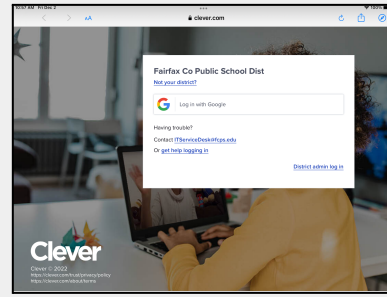 10:57 AM Fri Dec 2
100%
AA
clever.com
Fairfax Co Public School Dist
Not your district?
Log in with Google
Having trouble?
Contact ITServiceDesk@fcps.edu
Or get help logging in
District admin log in
Clever
Clever © 2022
https://clever.com/trust/privacy/policy
https://clever.com/about/terms